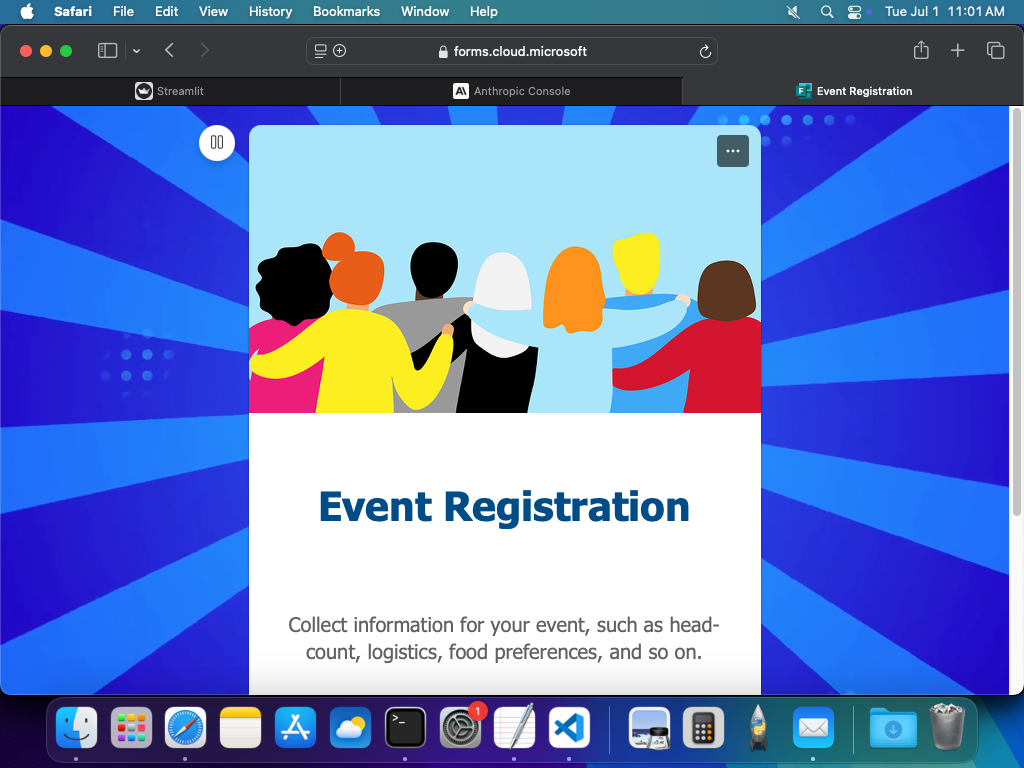 Safari File Edit View History Bookmarks Window Help Tue Jul 1 11:01 AM
forms.cloud.microsoft
Streamlit Anthropic Console Event Registration
Event Registration
Collect information for your event, such as head-
count, logistics, food preferences, and so on.
1